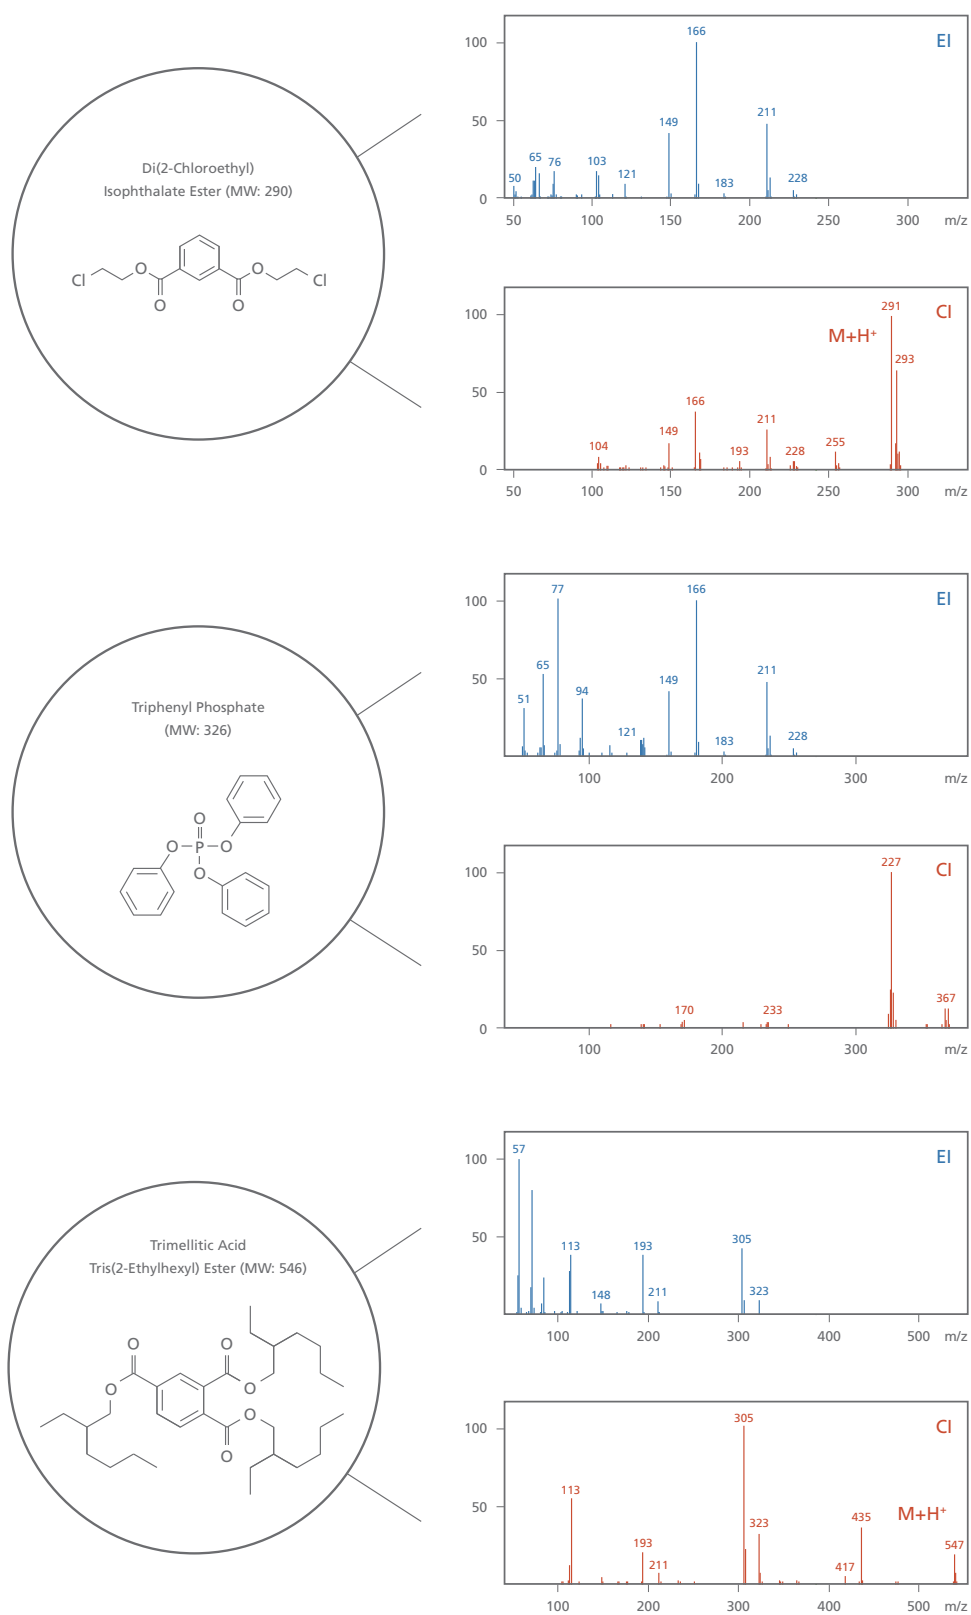 Di(2-Chloroethyl)
Isophthalate Ester (MW: 290)
Cl
O
O
O
O
Cl
EI
100
50
0
50
65
76
103
121
149
166
183
211
228
50
100
150
200
250
300
m/z
CI
M+H+
100
50
0
104
149
166
193
211
228
255
291
293
50
100
150
200
250
300
m/z
Triphenyl Phosphate
(MW: 326)
O
O
P
O
O
EI
100
50
51
65
77
94
121
149
166
183
211
228
100
200
300
m/z
CI
100
50
0
170
233
227
367
100
200
300
m/z
Trimellitic Acid
Tris(2-Ethylhexyl) Ester (MW: 546)
O
O
O
O
O
O
EI
100
50
57
113
148
193
211
305
323
100
200
300
400
500
m/z
CI
M+H+
100
50
113
193
211
305
323
417
435
547
100
200
300
400
500
m/z